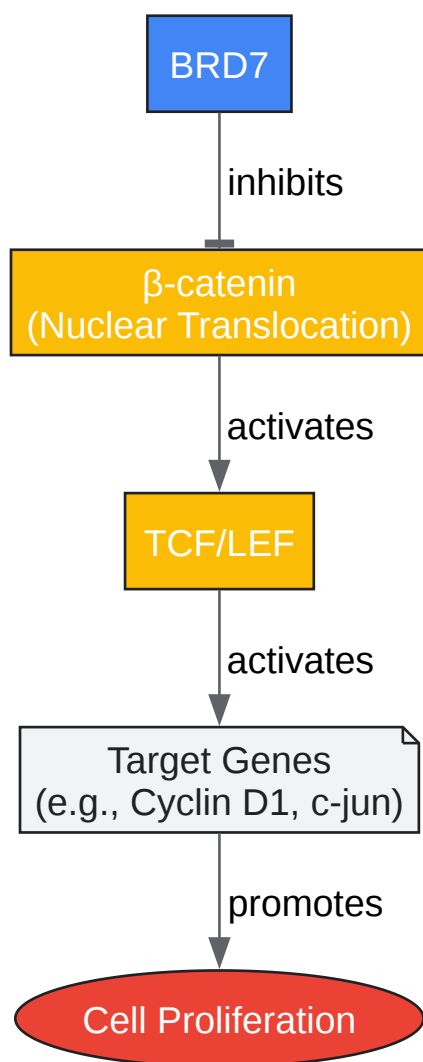 BRD7
inhibits
β-catenin
(Nuclear Translocation)
activates
TCF/LEF
activates
Target Genes
(e.g., Cyclin D1, c-jun)
promotes
Cell Proliferation